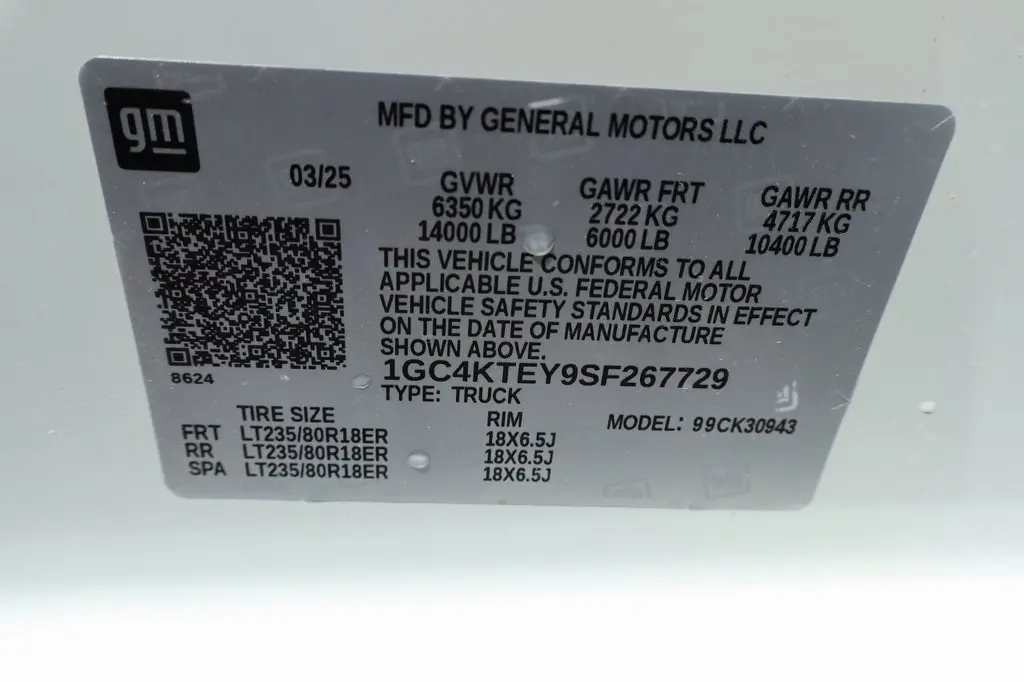 gm
MFD BY GENERAL MOTORS LLC
03/25
GVWR GAWR FRT GAWR RR
6350 KG 2722 KG 4717 KG
14000 LB 6000 LB 10400 LB
THIS VEHICLE CONFORMS TO ALL
APPLICABLE U.S. FEDERAL MOTOR
VEHICLE SAFETY STANDARDS IN EFFECT
ON THE DATE OF MANUFACTURE
SHOWN ABOVE.
8624
1GC4KTEY9SF267729
TYPE: TRUCK
TIRE SIZE RIM MODEL: 99CK30943
FRT LT235/80R18ER 18X6.5J
RR LT235/80R18ER 18X6.5J
SPA LT235/80R18ER 18X6.5J